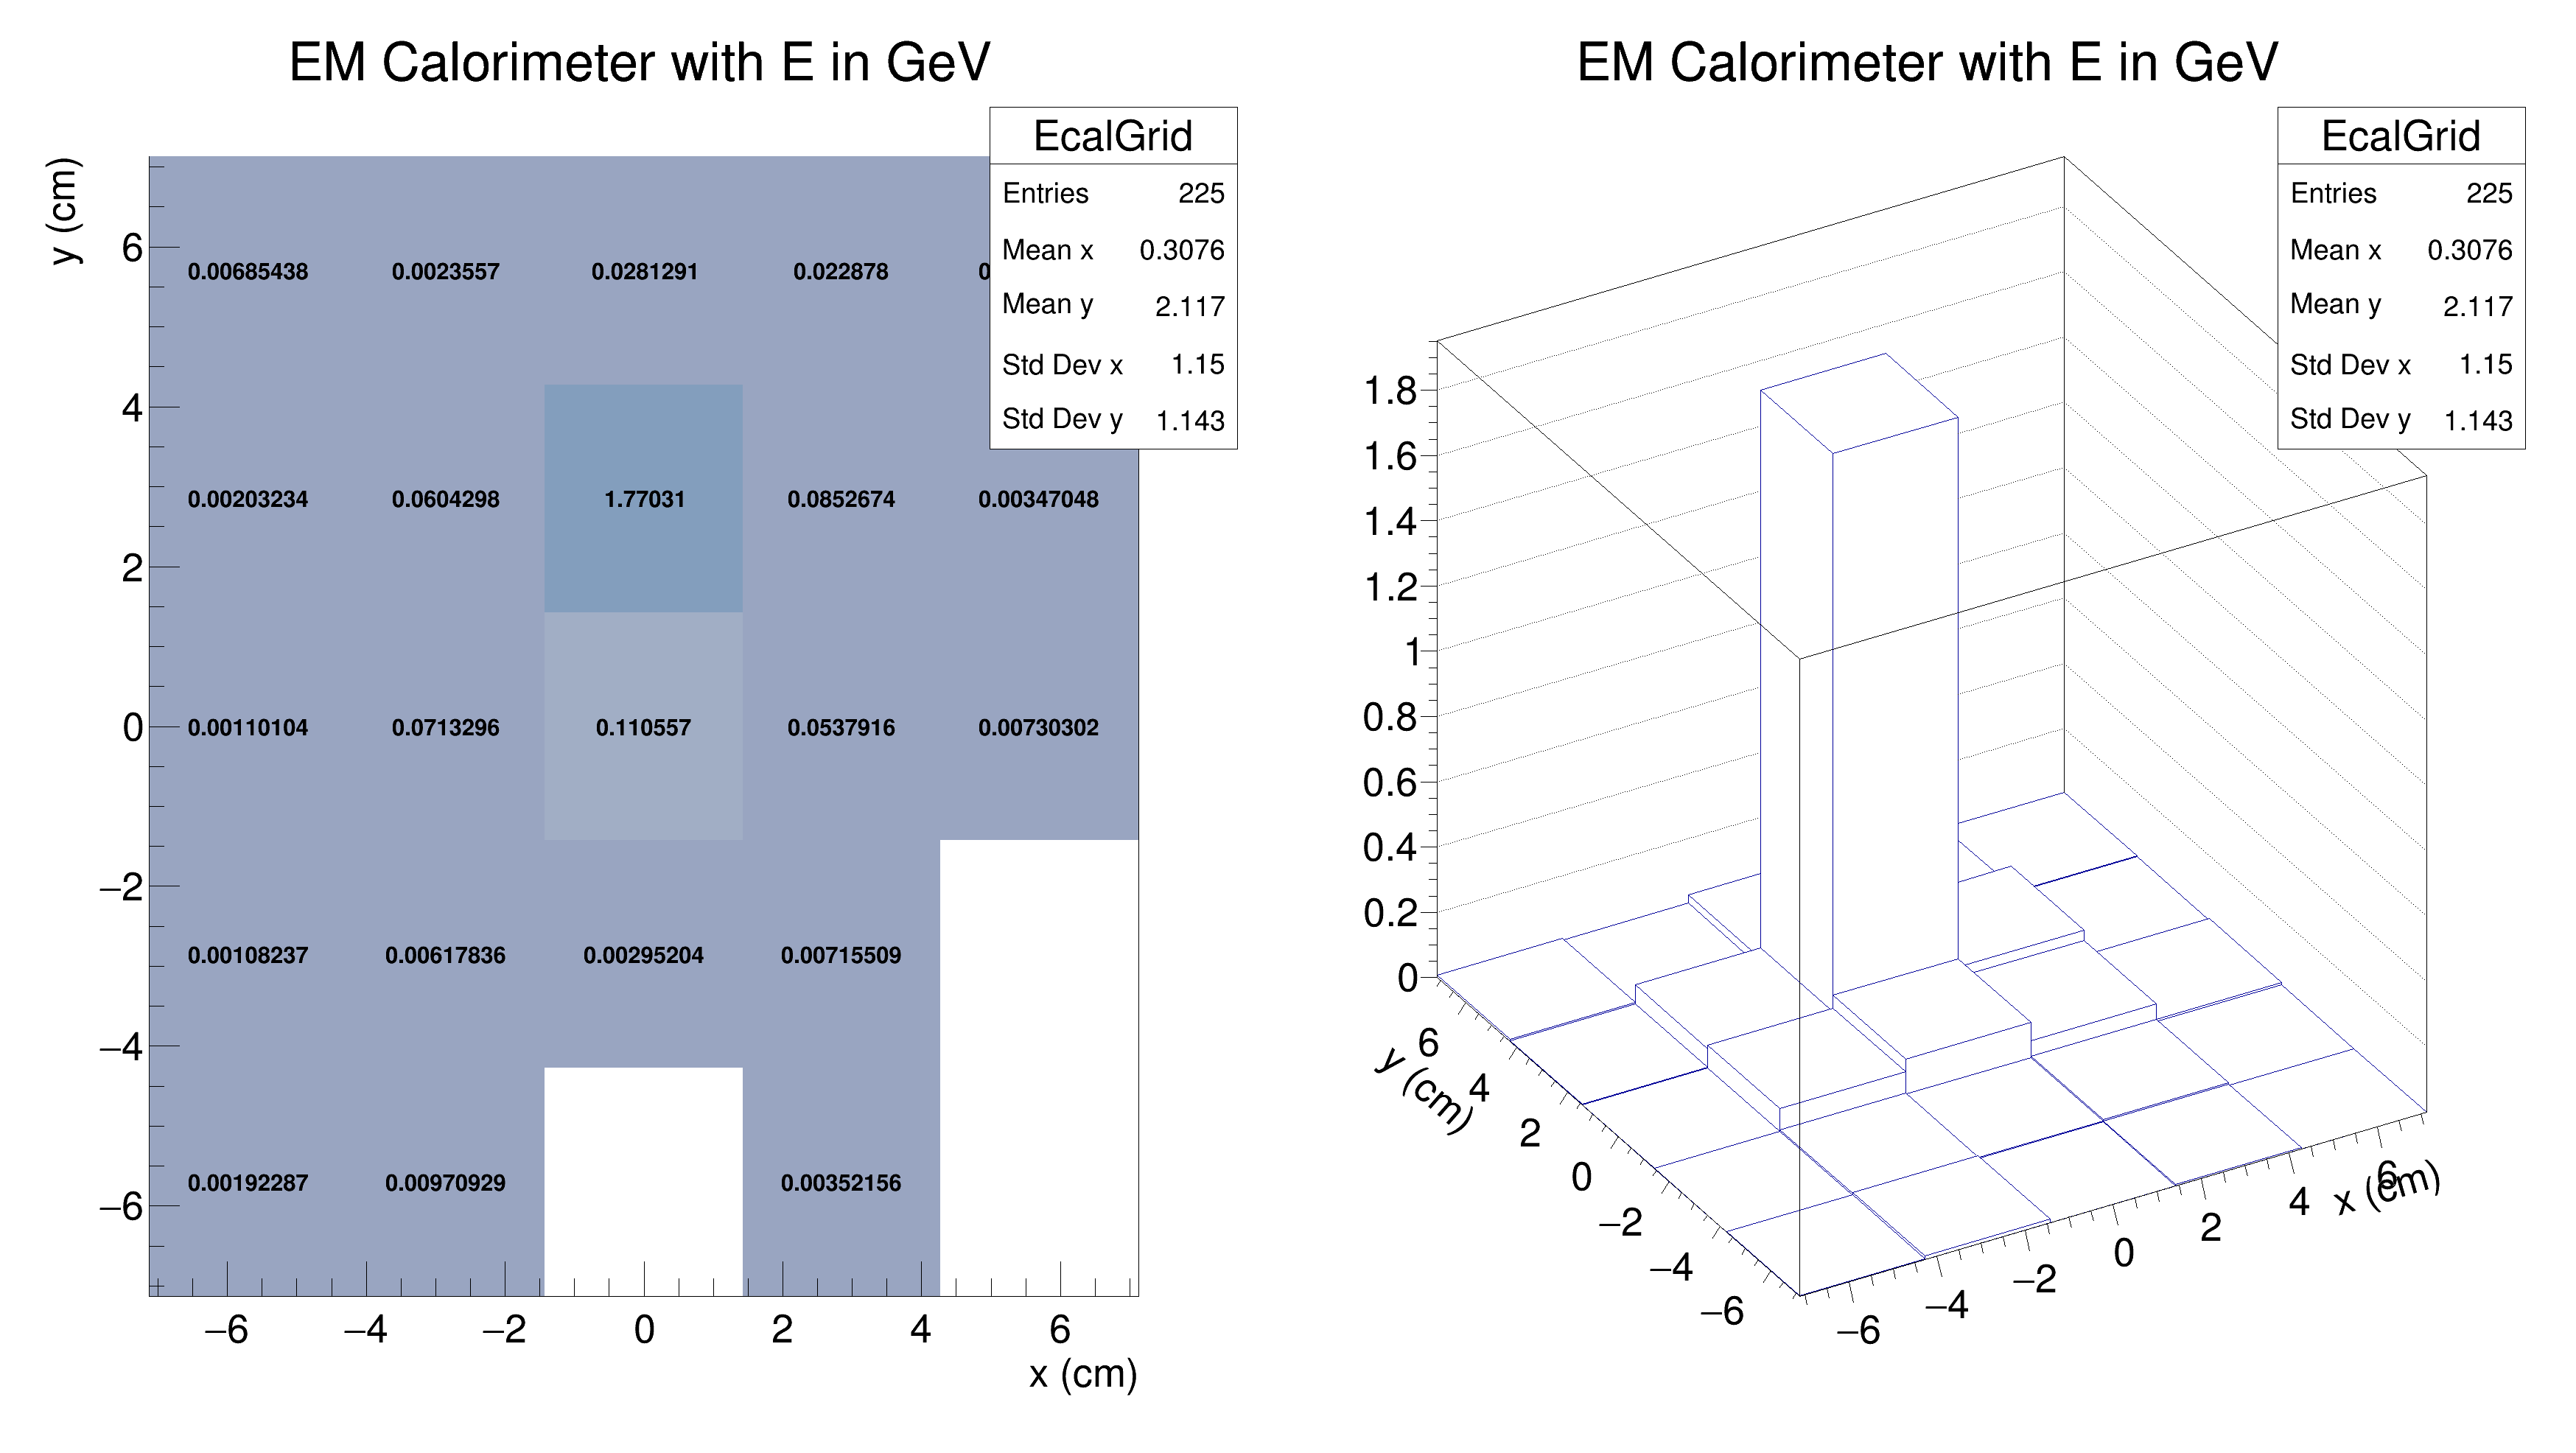 EM Calorimeter with E in GeV
EcalGrid
Entries 225
Mean x 0.3076
Mean y 2.117
Std Dev x 1.15
Std Dev y 1.143
y (cm)
6
4
2
0
−2
−4
−6
0.00685438 0.0023557 0.0281291 0.022878
0.00203234 0.0604298 1.77031 0.0852674 0.00347048
0.00110104 0.0713296 0.110557 0.0537916 0.00730302
0.00108237 0.00617836 0.00295204 0.00715509
0.00192287 0.00970929 0.00352156
−6 −4 −2 0 2 4 6
x (cm)
EM Calorimeter with E in GeV
EcalGrid
Entries 225
Mean x 0.3076
Mean y 2.117
Std Dev x 1.15
Std Dev y 1.143
1.8
1.6
1.4
1.2
1
0.8
0.6
0.4
0.2
0
6
4
2
0
−2
−4
−6
y (cm)
−6 −4 −2 0 2 4 6
x (cm)